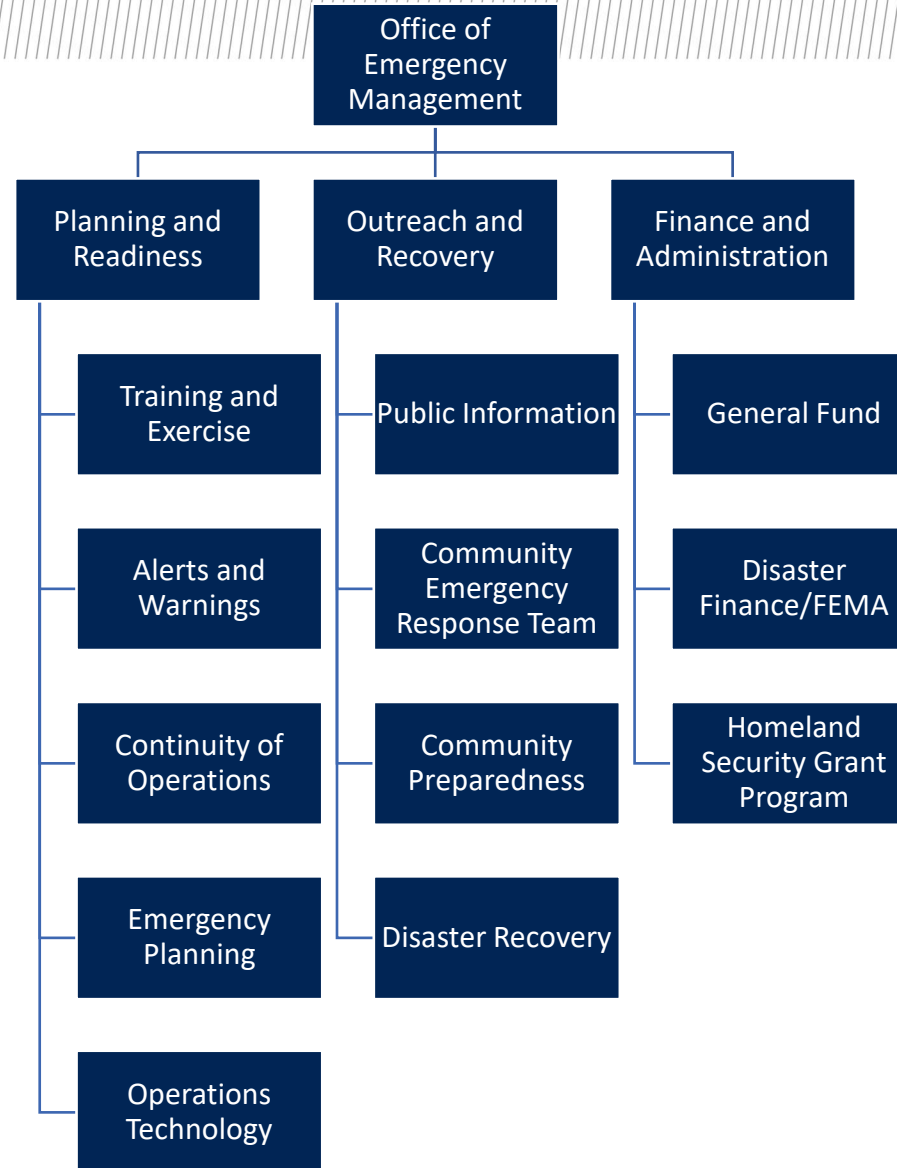 Office of
Emergency
Management
Planning and
Readiness
Outreach and
Recovery
Finance and
Administration
Training and
Exercise
Alerts and
Warnings
Continuity of
Operations
Emergency
Planning
Operations
Technology
Public Information
Community
Emergency
Response Team
Community
Preparedness
Disaster Recovery
General Fund
Disaster
Finance/FEMA
Homeland
Security Grant
Program